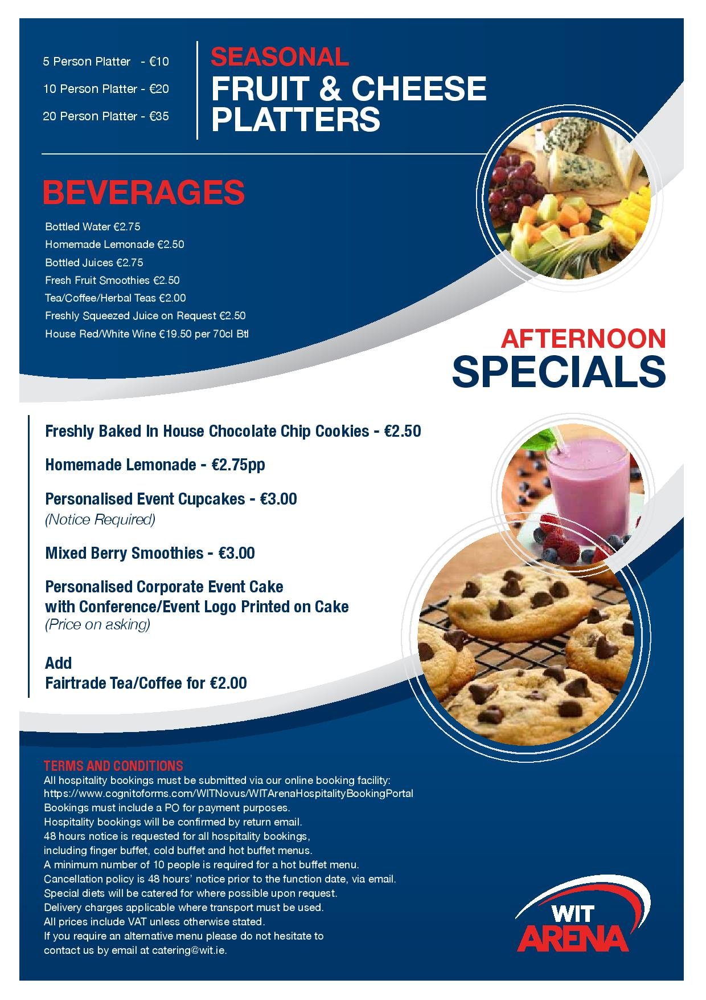 5 Person Platter - €10
10 Person Platter - €20
20 Person Platter - €35
SEASONAL
FRUIT & CHEESE
PLATTERS
BEVERAGES
Bottled Water €2.75
Homemade Lemonade €2.50
Bottled Juices €2.75
Fresh Fruit Smoothies €2.50
Tea/Coffee/Herbal Teas €2.00
Freshly Squeezed Juice on Request €2.50
House Red/White Wine €19.50 per 70cl Btl
AFTERNOON
SPECIALS
Freshly Baked In House Chocolate Chip Cookies - €2.50
Homemade Lemonade - €2.75pp
Personalised Event Cupcakes - €3.00
(Notice Required)
Mixed Berry Smoothies - €3.00
Personalised Corporate Event Cake
with Conference/Event Logo Printed on Cake
(Price on asking)
Add
Fairtrade Tea/Coffee for €2.00
TERMS AND CONDITIONS
All hospitality bookings must be submitted via our online booking facility:
https://www.cognitoforms.com/WITNovus/WITArenaHospitalityBookingPortal
Bookings must include a PO for payment purposes.
Hospitality bookings will be confirmed by return email.
48 hours notice is requested for all hospitality bookings,
including finger buffet, cold buffet and hot buffet menus.
A minimum number of 10 people is required for a hot buffet menu.
Cancellation policy is 48 hours’ notice prior to the function date, via email.
Special diets will be catered for where possible upon request.
Delivery charges applicable where transport must be used.
All prices include VAT unless otherwise stated.
If you require an alternative menu please do not hesitate to
contact us by email at catering@wit.ie.
WIT
ARENA